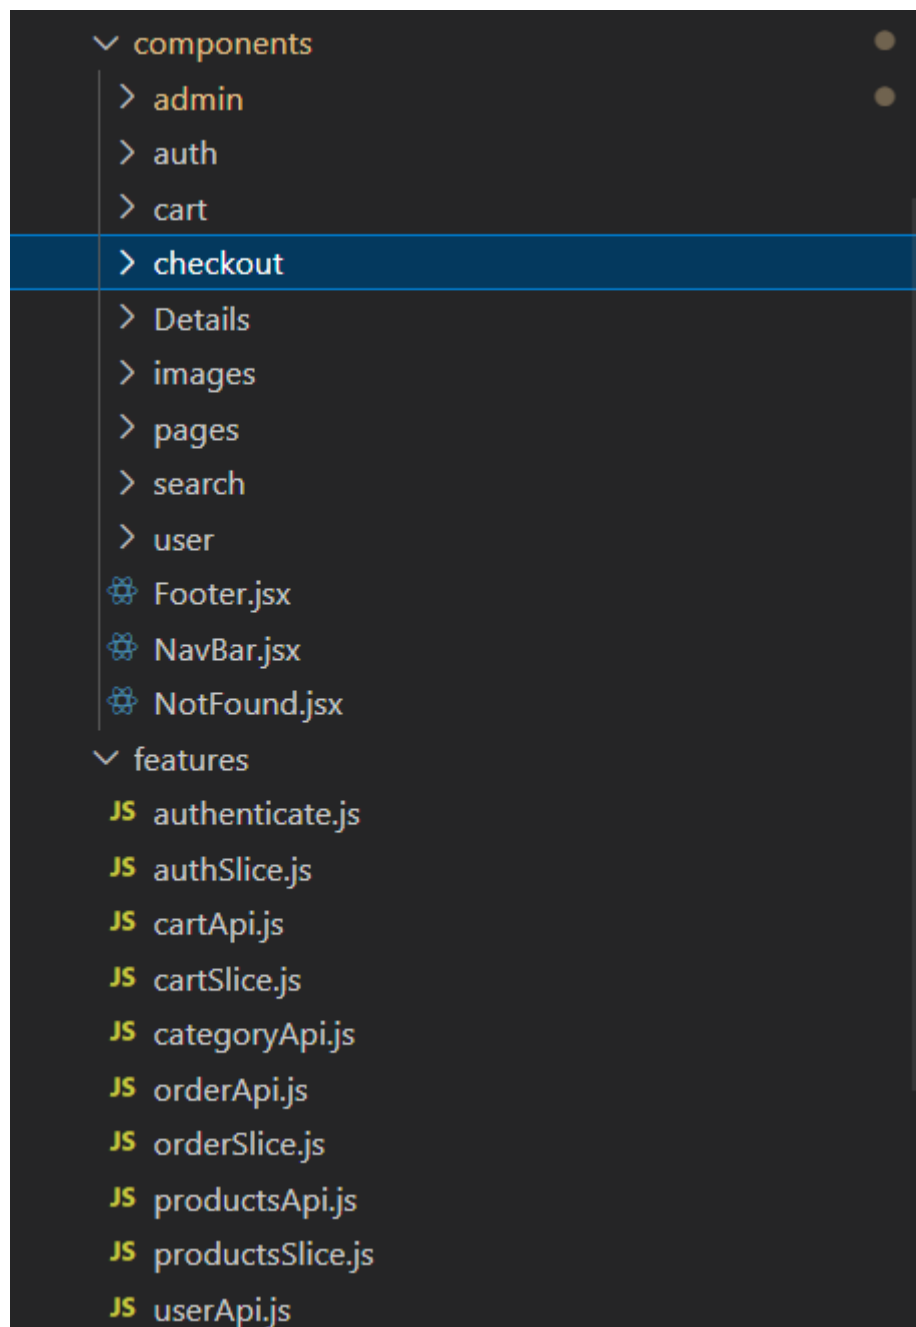 components
admin
auth
cart
checkout
Details
images
pages
search
user
Footer.jsx
NavBar.jsx
NotFound.jsx
features
JS authenticate.js
JS authSlice.js
JS cartApi.js
JS cartSlice.js
JS categoryApi.js
JS orderApi.js
JS orderSlice.js
JS productsApi.js
JS productsSlice.js
JS userApi.js